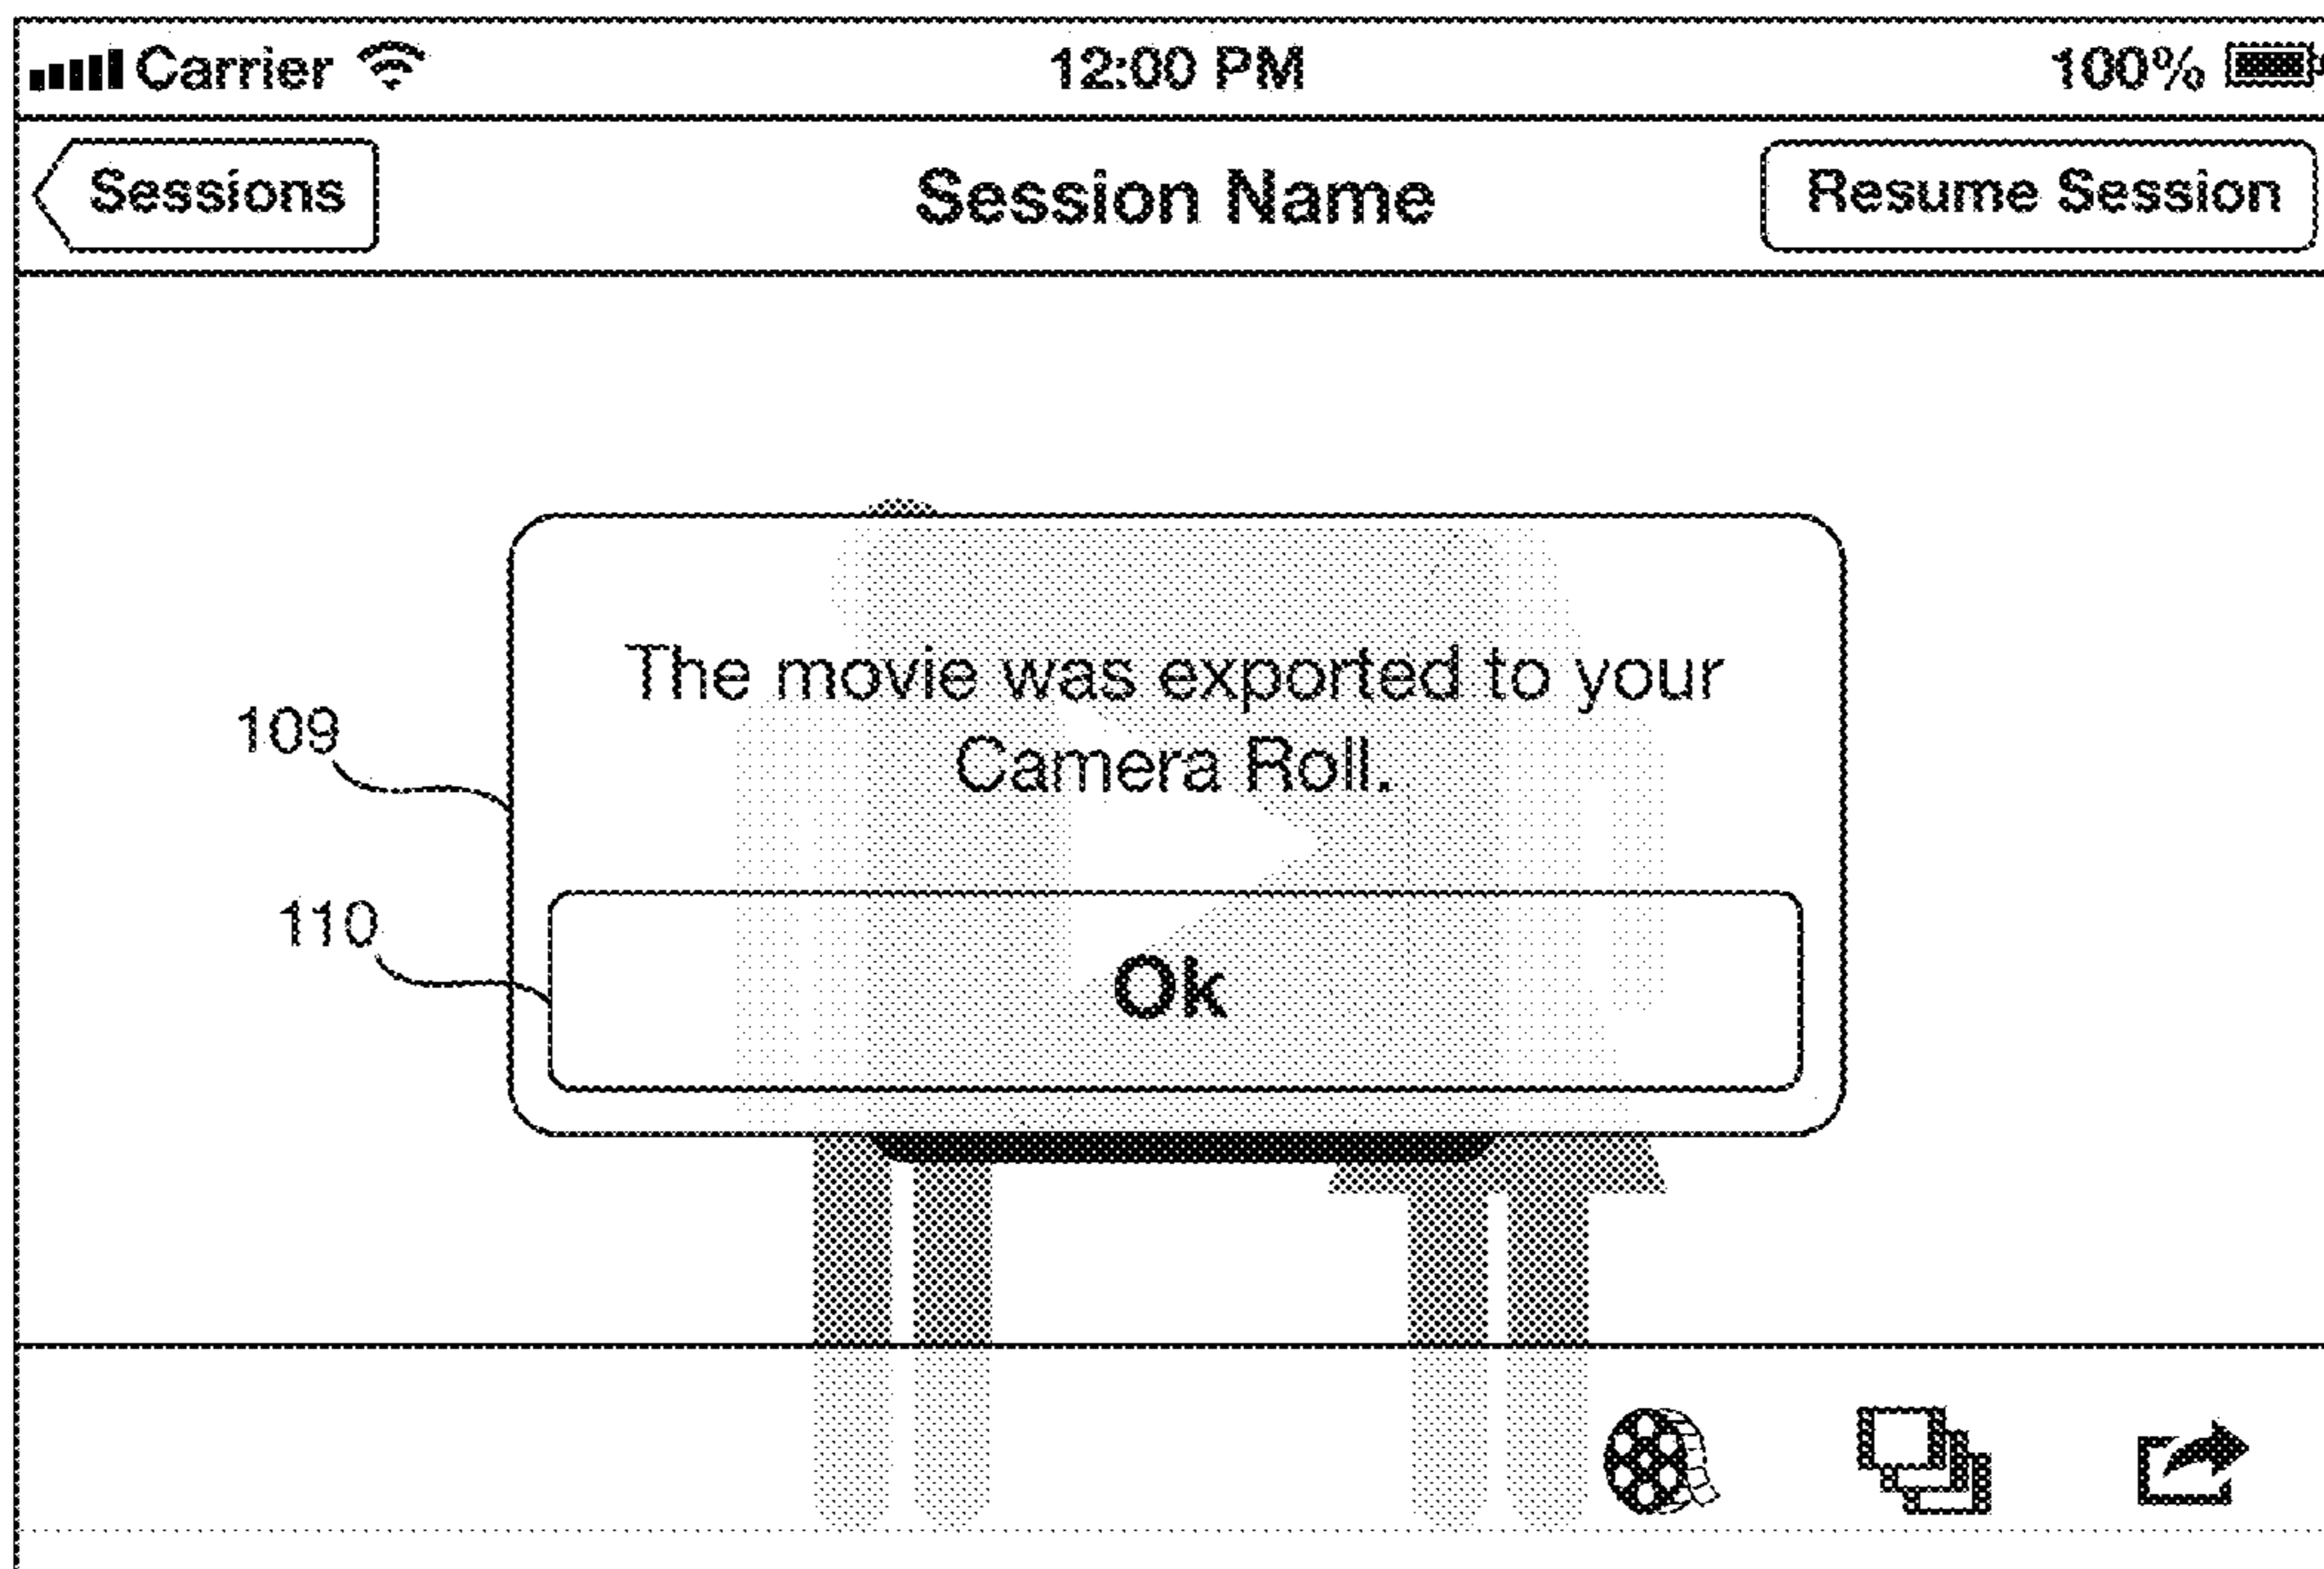 Carrier 12:00 PM 100%
Sessions Session Name Resume Session
The movie was exported to your
Camera Roll.
109
110
Ok